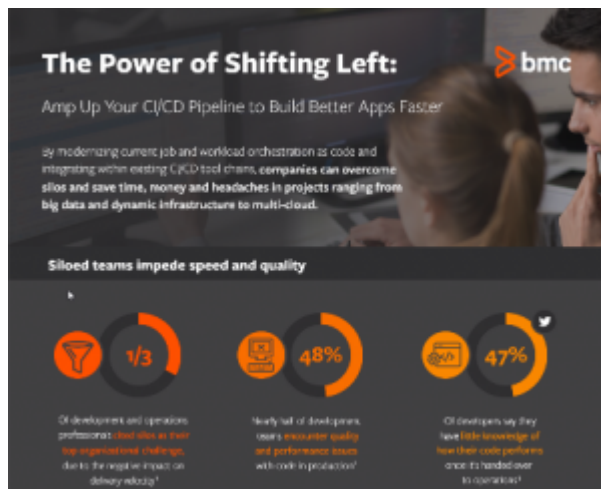 The Power of Shifting Left:
bmc
Amp Up Your CI/CD Pipeline to Build Better Apps Faster
By modernizing current job and workload orchestration as code and
integrating within existing CI/CD tool chains, companies can overcome
silos and save time, money and headaches in projects ranging from
big data and dynamic infrastructure to multi-cloud.
Siloed teams impede speed and quality
1/3
48%
47%
Of development and operations
professionals cited silos as their
top organizational challenge,
due to the negative impact on
delivery velocity¹
Nearly half of development
teams encounter quality
and performance issues
with code in production²
Of developers say they
have little knowledge of
how their code performs
once it's handed over
to operations³